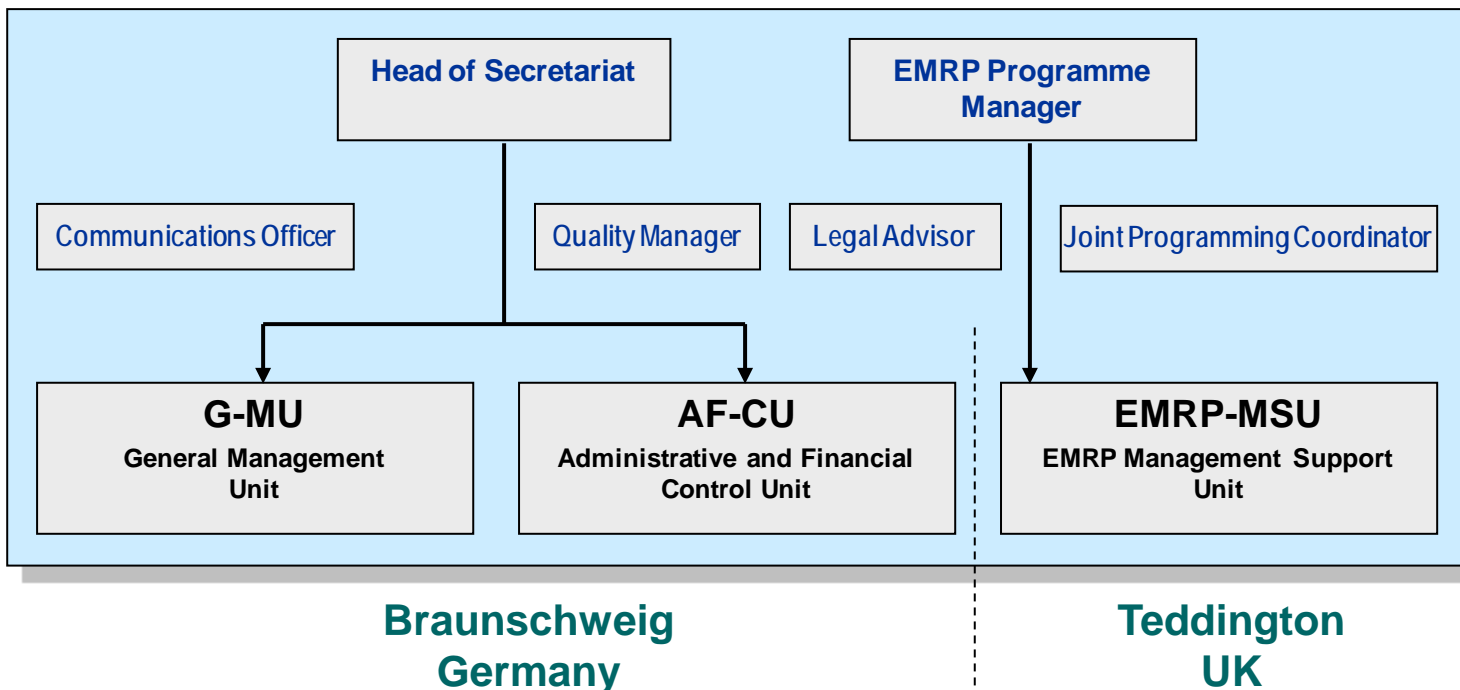 Head of Secretariat
EMRP Programme
Manager
Communications Officer
Quality Manager
Legal Advisor
Joint Programming Coordinator
G-MU
General Management
Unit
AF-CU
Administrative and Financial
Control Unit
EMRP-MSU
EMRP Management Support
Unit
Braunschweig
Germany
Teddington
UK